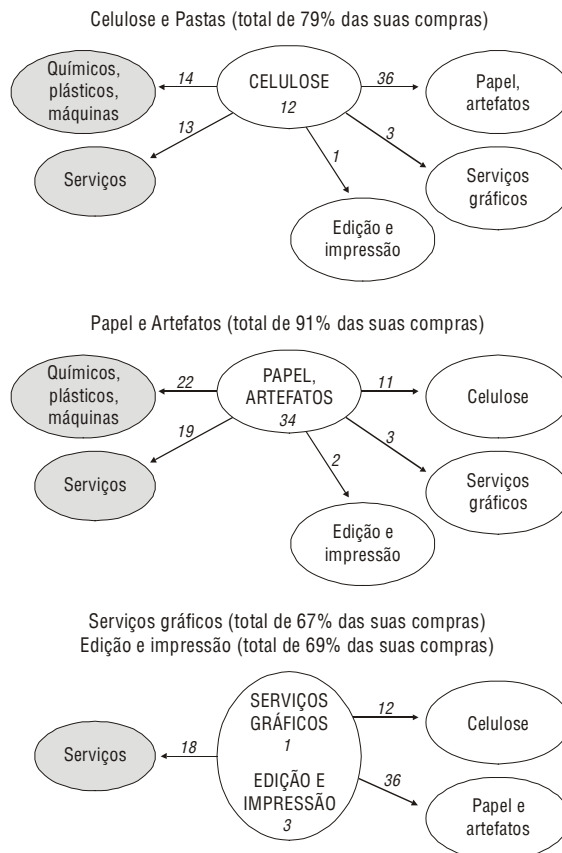 Celulose e Pastas (total de 79% das suas compras)
Químicos,
plásticos,
máquinas
14
CELULOSE
12
36
Papel,
artefatos
13
Serviços
1
3
Serviços
gráficos
Edição e
impressão
Papel e Artefatos (total de 91% das suas compras)
Químicos,
plásticos,
máquinas
22
PAPEL,
ARTEFATOS
34
11
Celulose
19
Serviços
2
3
Serviços
gráficos
Edição e
impressão
Serviços gráficos (total de 67% das suas compras)
Edição e impressão (total de 69% das suas compras)
Serviços
18
SERVIÇOS
GRÁFICOS
1
EDIÇÃO E
IMPRESSÃO
3
12
Celulose
36
Papel e
artefatos